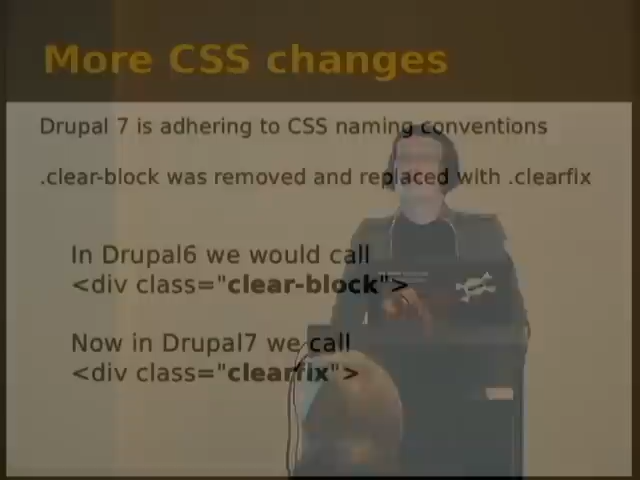 More CSS changes
Drupal 7 is adhering to CSS naming conventions
.clear-block was removed and replaced with .clearfix
In Drupal6 we would call
<div class="clear-block">
Now in Drupal7 we call
<div class="clearfix">